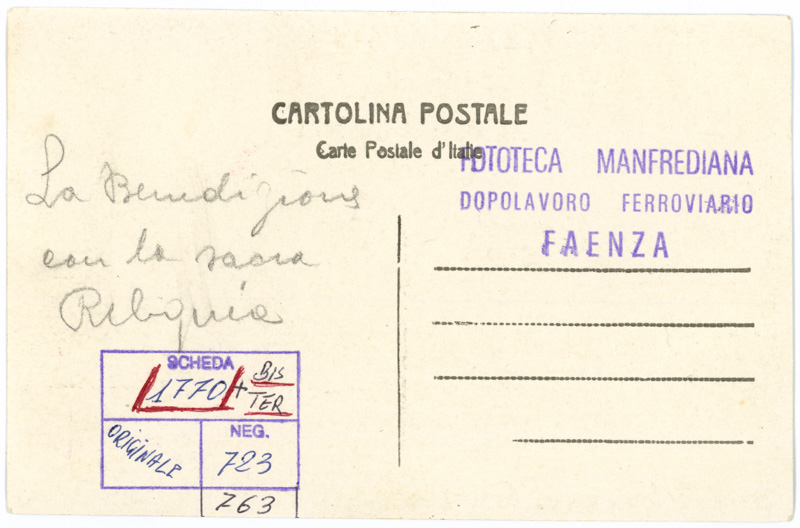 CARTOLINA POSTALE
Carte Postale d'Italie
FOTOTECA MANFREDIANA
DOPOLAVORO FERROVIARIO
FAENZA
La Benedizione
con la sacra
Reliquia
SCHEDA
1770 + BIS
TER
ORIGINALE
NEG.
723
763